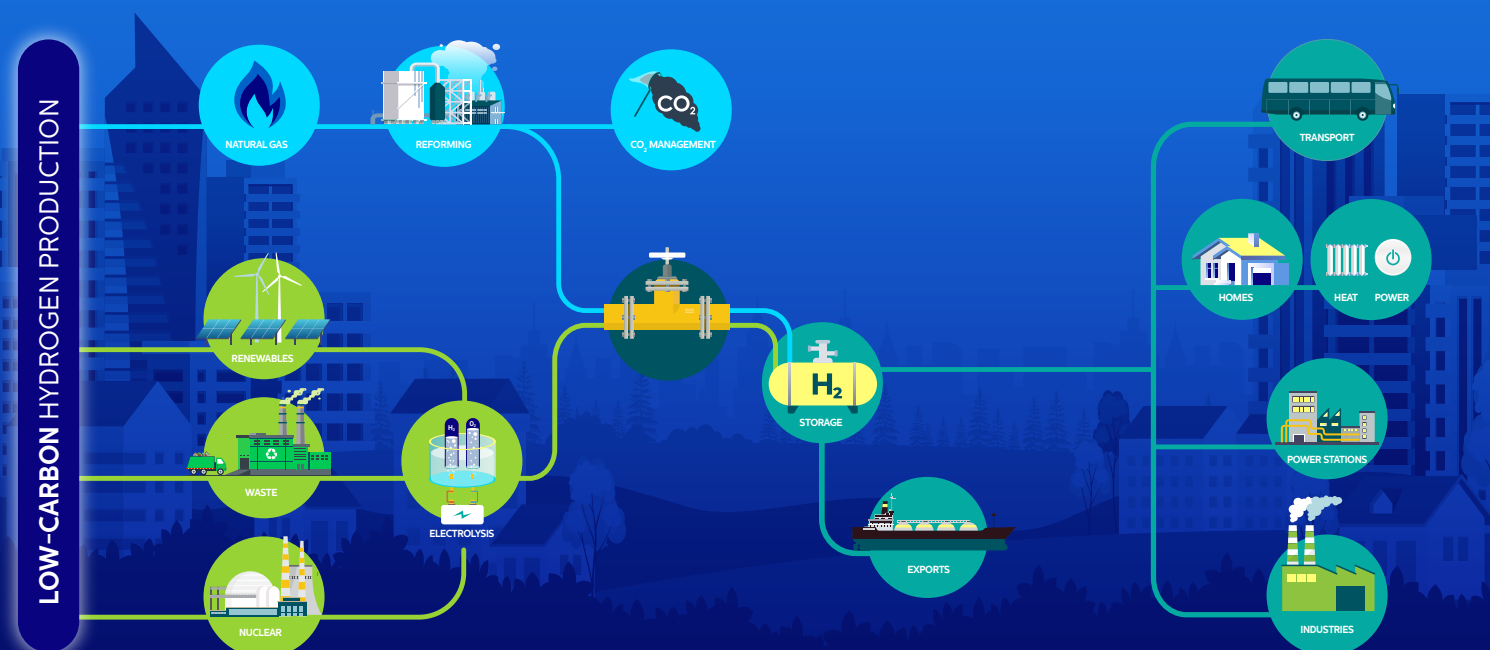 LOW-CARBON HYDROGEN PRODUCTION
NATURAL GAS
REFORMING
CO₂
CO₂ MANAGEMENT
RENEWABLES
WASTE
H₂
O₂
ELECTROLYSIS
NUCLEAR
H₂
STORAGE
EXPORTS
TRANSPORT
HOMES
HEAT POWER
POWER STATIONS
INDUSTRIES